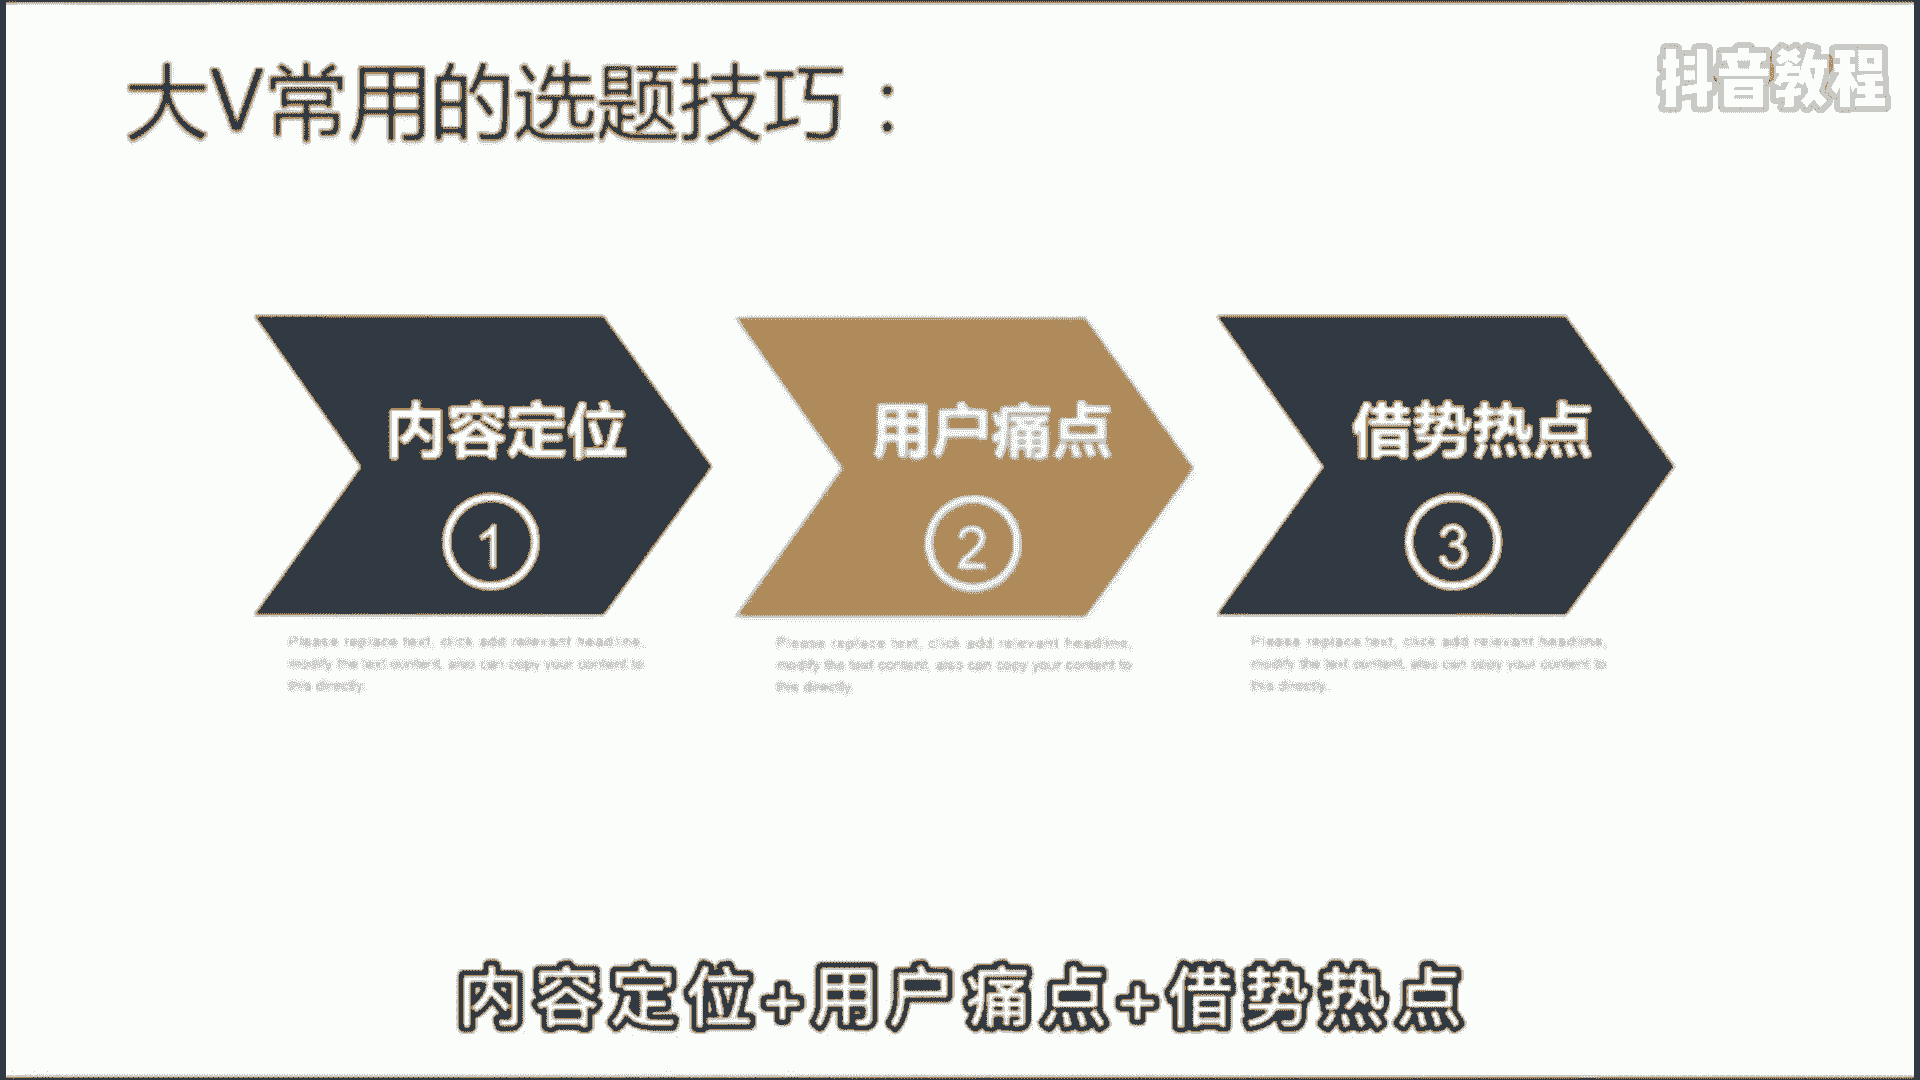 大V常用的选题技巧：
抖音教程
内容定位
1
用户痛点
2
借势热点
3
Please replace text, click add relevant headline,
modify the text content, also can copy your content to
this directly.
Please replace text, click add relevant headline,
modify the text content, also can copy your content to
this directly.
Please replace text, click add relevant headline,
modify the text content, also can copy your content to
this directly.
内容定位+用户痛点+借势热点